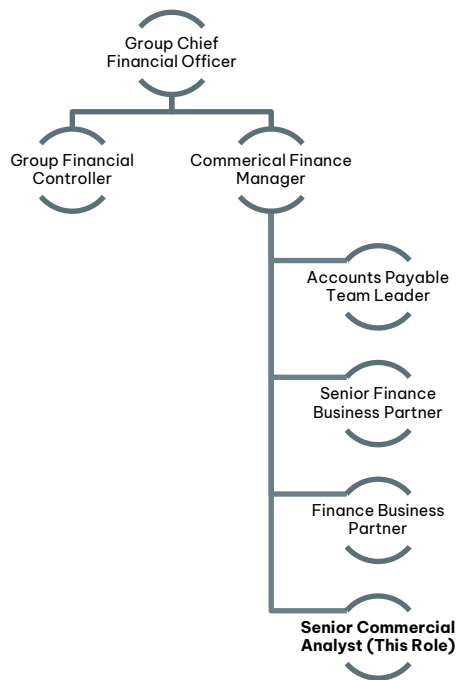 Group Chief
Financial Officer
Group Financial
Controller
Commerical Finance
Manager
Accounts Payable
Team Leader
Senior Finance
Business Partner
Finance Business
Partner
Senior Commercial
Analyst (This Role)